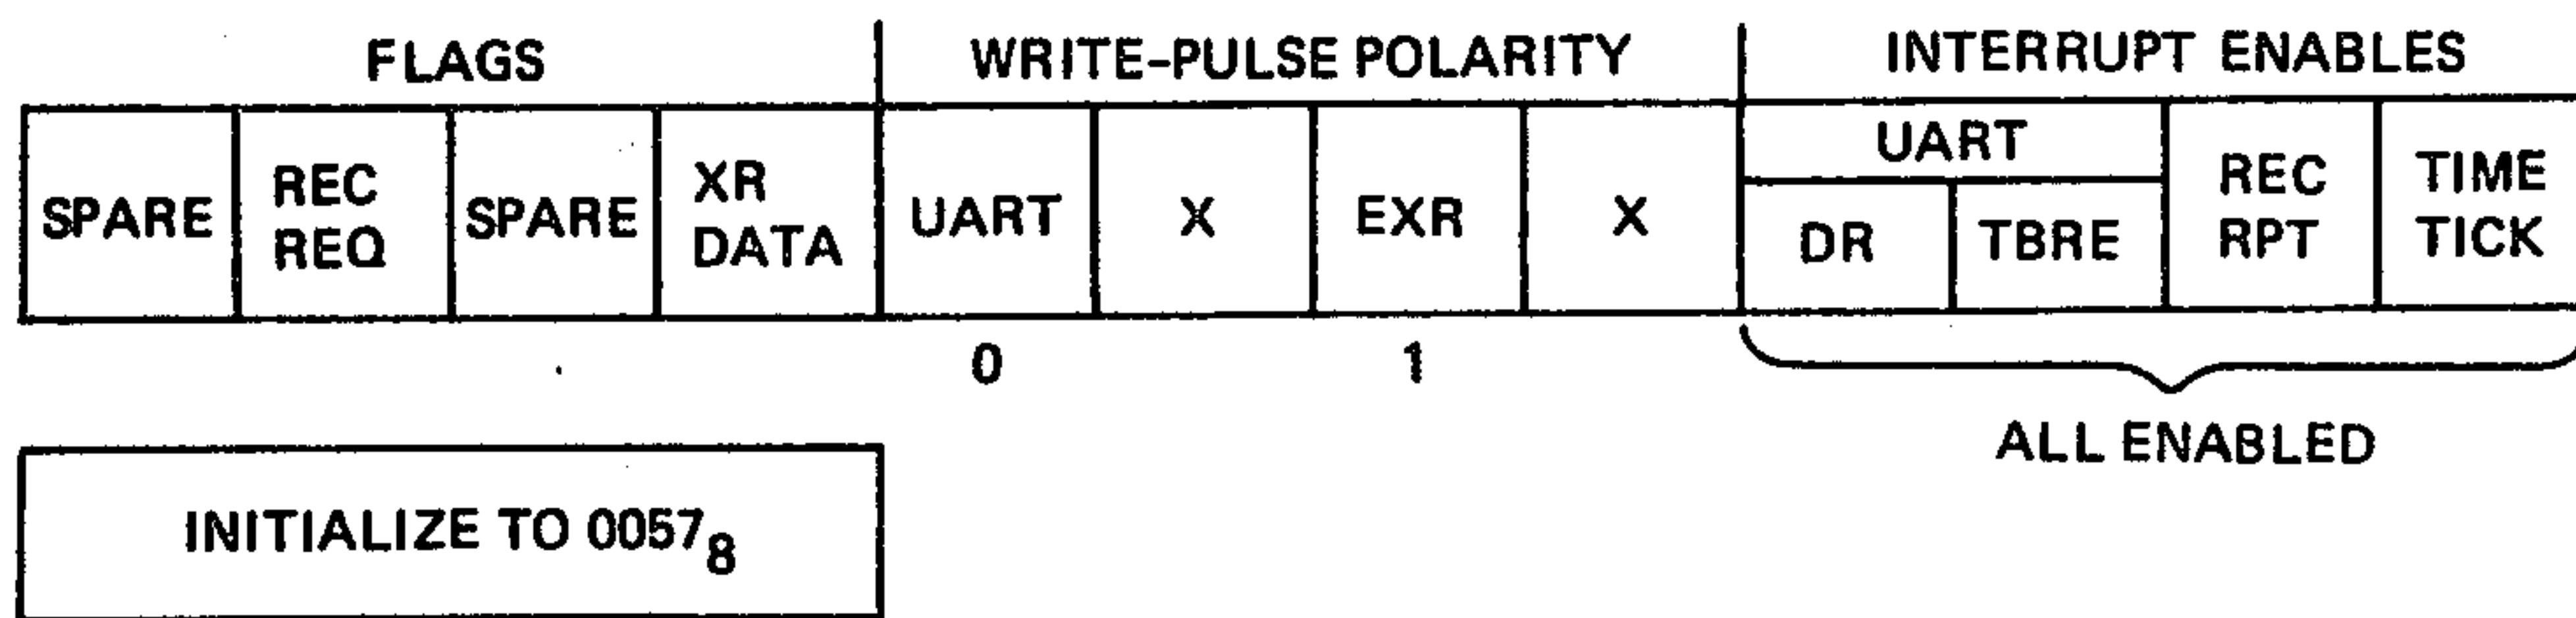 FLAGS
WRITE-PULSE POLARITY
INTERRUPT ENABLES
SPARE
REC
REQ
SPARE
XR
DATA
UART
X
EXR
X
UART
DR
TBRE
REC
RPT
TIME
TICK
0
1
ALL ENABLED
INITIALIZE TO 0057₈